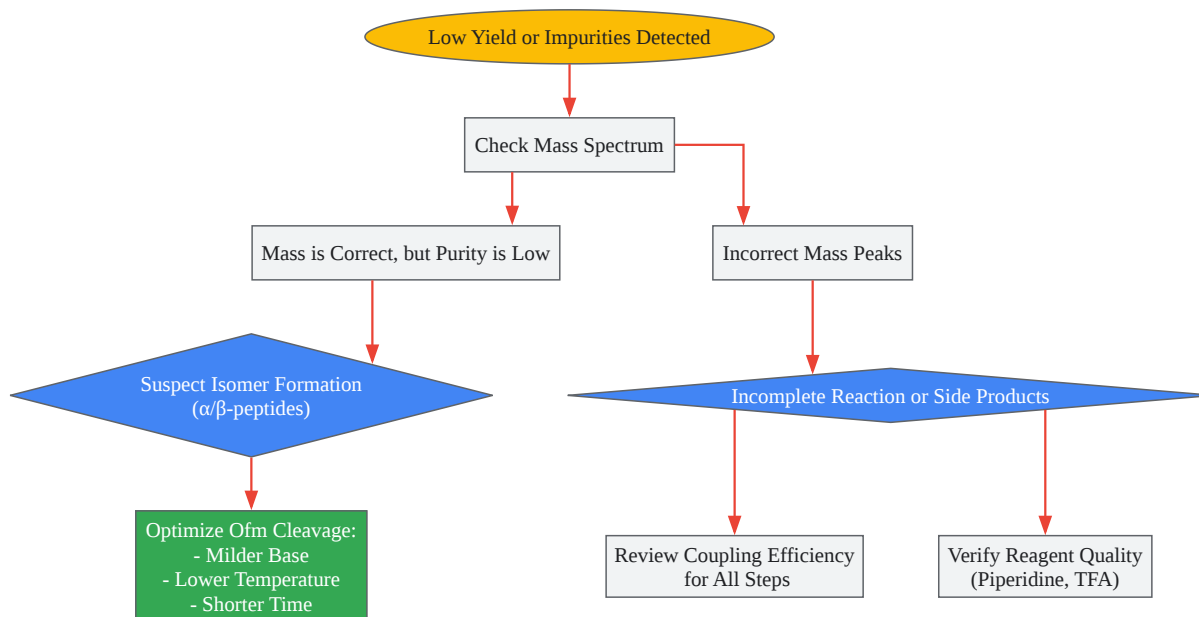 Low Yield or Impurities Detected
Check Mass Spectrum
Mass is Correct, but Purity is Low
Incorrect Mass Peaks
Suspect Isomer Formation
(α/β-peptides)
Incomplete Reaction or Side Products
Optimize Ofm Cleavage:
- Milder Base
- Lower Temperature
- Shorter Time
Review Coupling Efficiency
for All Steps
Verify Reagent Quality
(Piperidine, TFA)